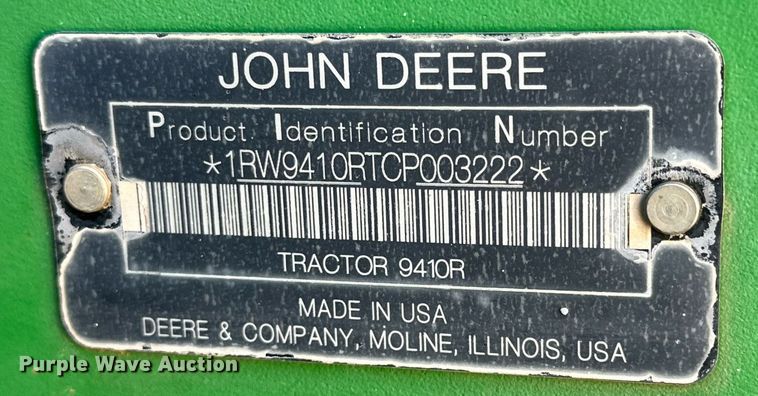 JOHN DEERE
Product Identification Number
*1RW9410RTCP003222*
TRACTOR 9410R
MADE IN USA
DEERE & COMPANY, MOLINE, ILLINOIS, USA
Purple Wave Auction